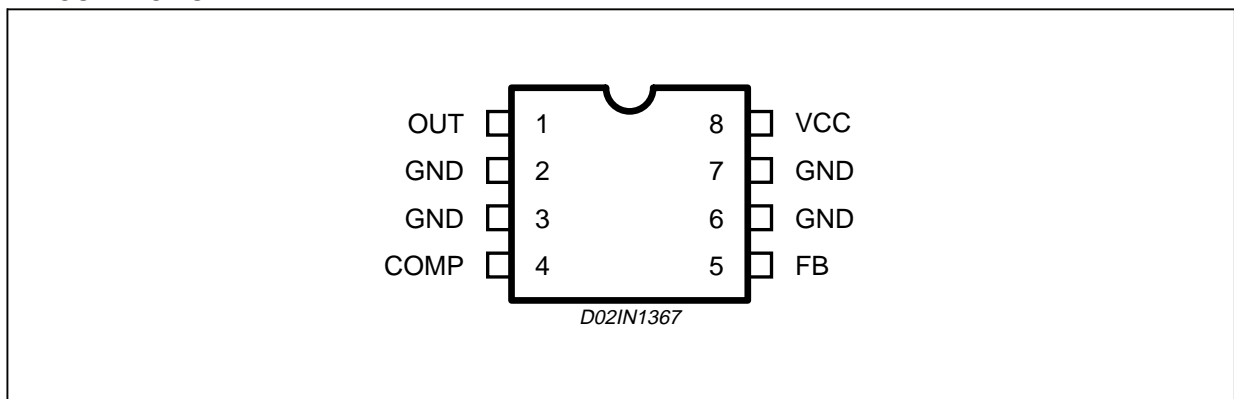 OUT 1 8 VCC
GND 2 7 GND
GND 3 6 GND
COMP 4 5 FB
D02IN1367